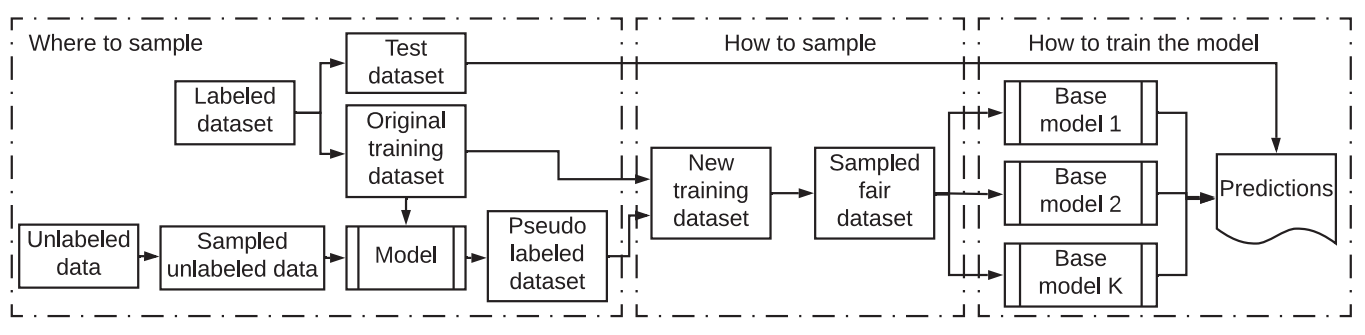 Where to sample
How to sample
How to train the model
Test
dataset
Labeled
dataset
Original
training
dataset
Unlabeled
data
Sampled
unlabeled data
Model
Pseudo
labeled
dataset
New
training
dataset
Sampled
fair
dataset
Base
model 1
Base
model 2
Base
model K
Predictions